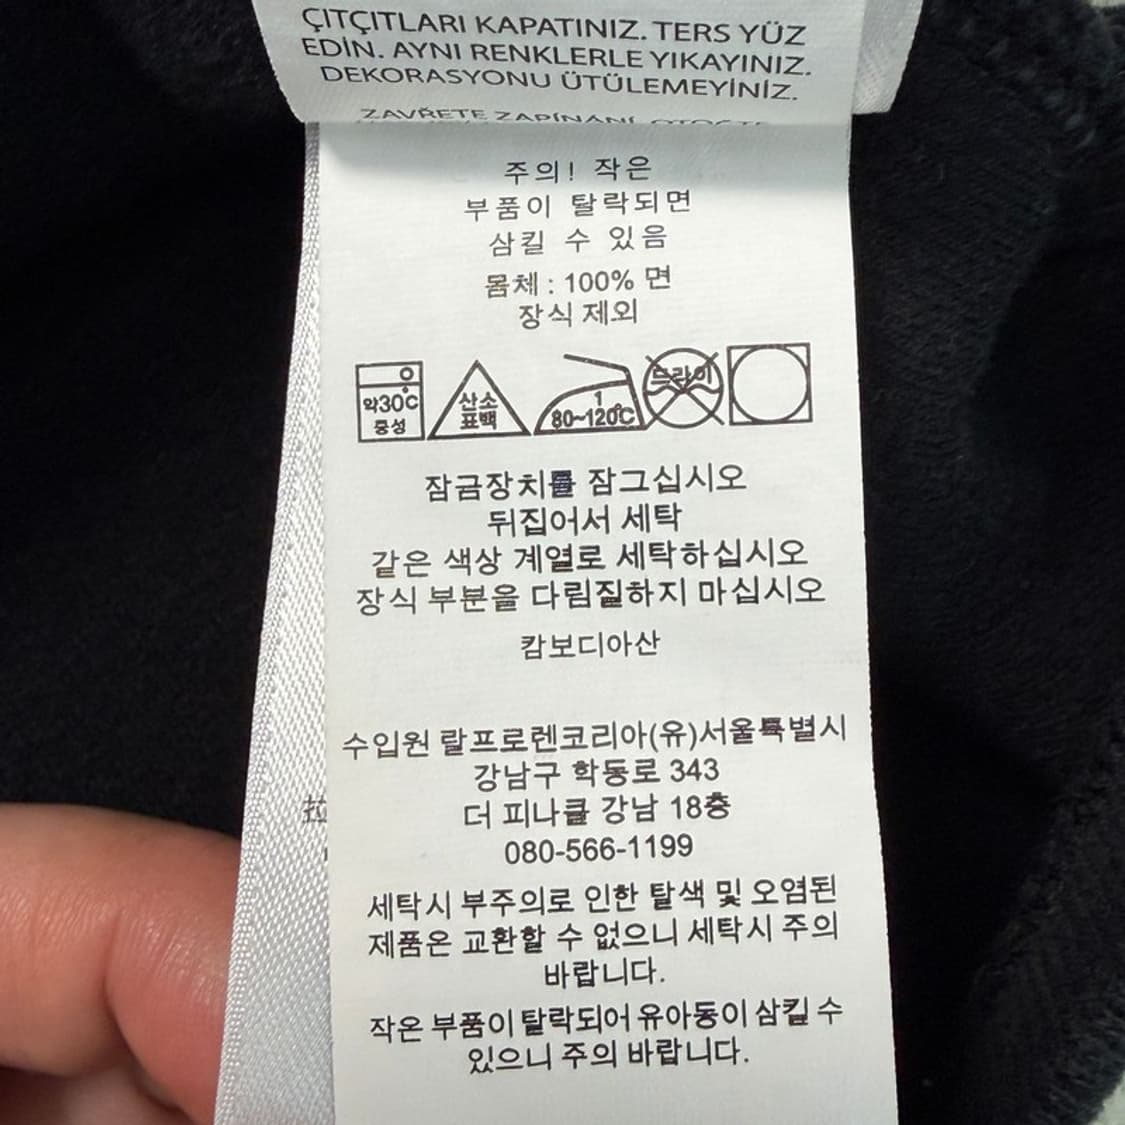 ÇITÇITLARI KAPATINIZ. TERS YÜZ
EDİN. AYNI RENKLERLE YIKAYINIZ.
DEKORASYONU ÜTÜLEMEYİNİZ.
ZAVŘETE ZAPÍNÁNÍ.
주의! 작은
부품이 탈락되면
삼킬 수 있음
몸체 : 100% 면
장식 제외
약30℃
중성
산소
표백
1
80~120℃
드라이
잠금장치를 잠그십시오
뒤집어서 세탁
같은 색상 계열로 세탁하십시오
장식 부분을 다림질하지 마십시오
캄보디아산
수입원 랄프로렌코리아(유)서울특별시
강남구 학동로 343
더 피나클 강남 18층
080-566-1199
세탁시 부주의로 인한 탈색 및 오염된
제품은 교환할 수 없으니 세탁시 주의
바랍니다.
작은 부품이 탈락되어 유아동이 삼킬 수
있으니 주의 바랍니다.